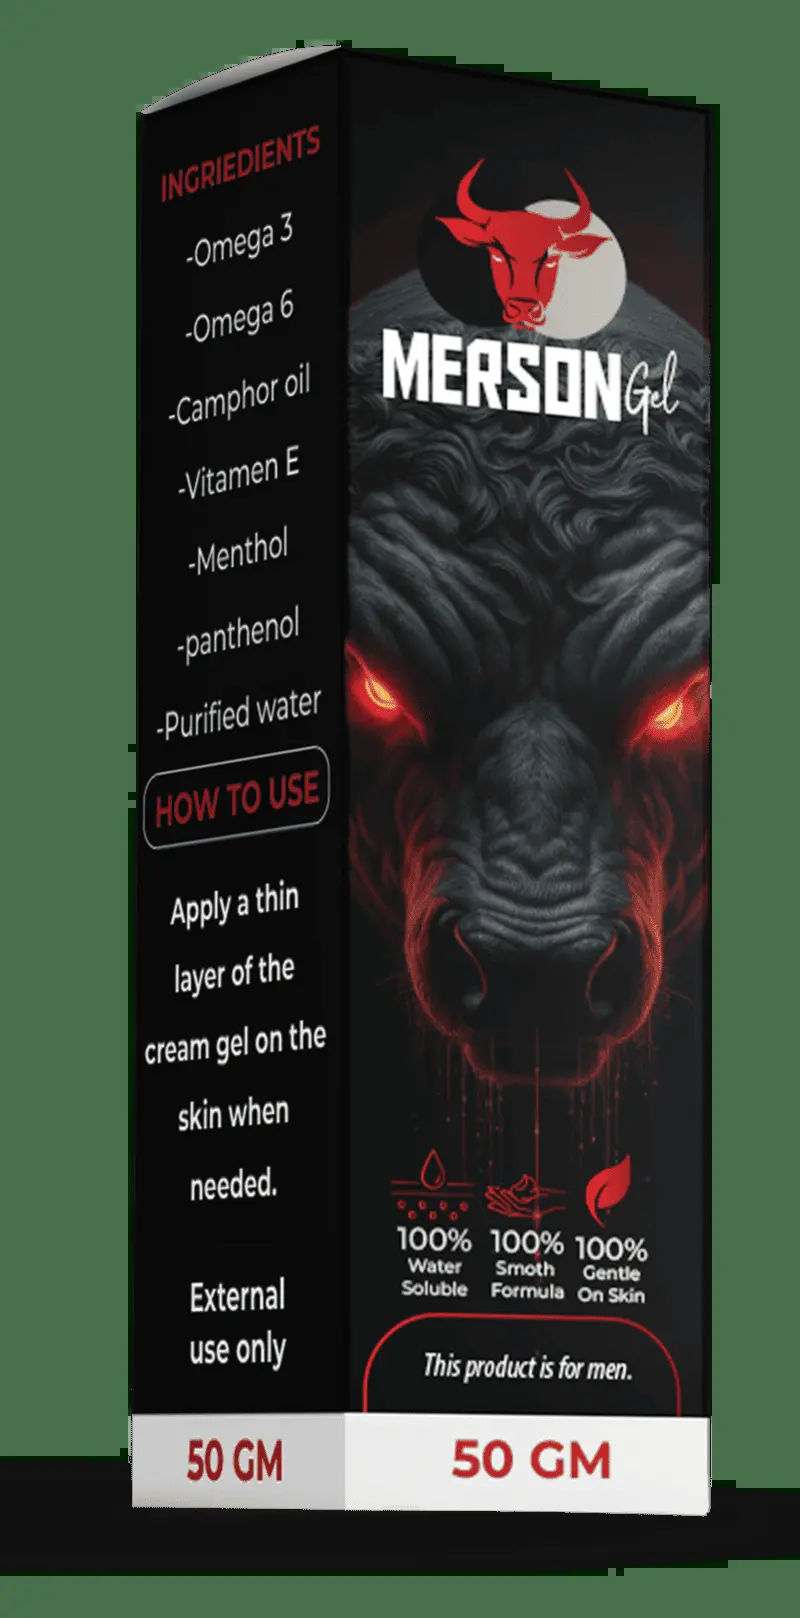 INGRIEDIENTS
-Omega 3
-Omega 6
-Camphor oil
-Vitamen E
-Menthol
-panthenol
-Purified water
HOW TO USE
Apply a thin
layer of the
cream gel on the
skin when
needed.
External
use only
50 GM
MERSON Gel
100%
Water
Soluble
100%
Smoth
Formula
100%
Gentle
On Skin
This product is for men.
50 GM